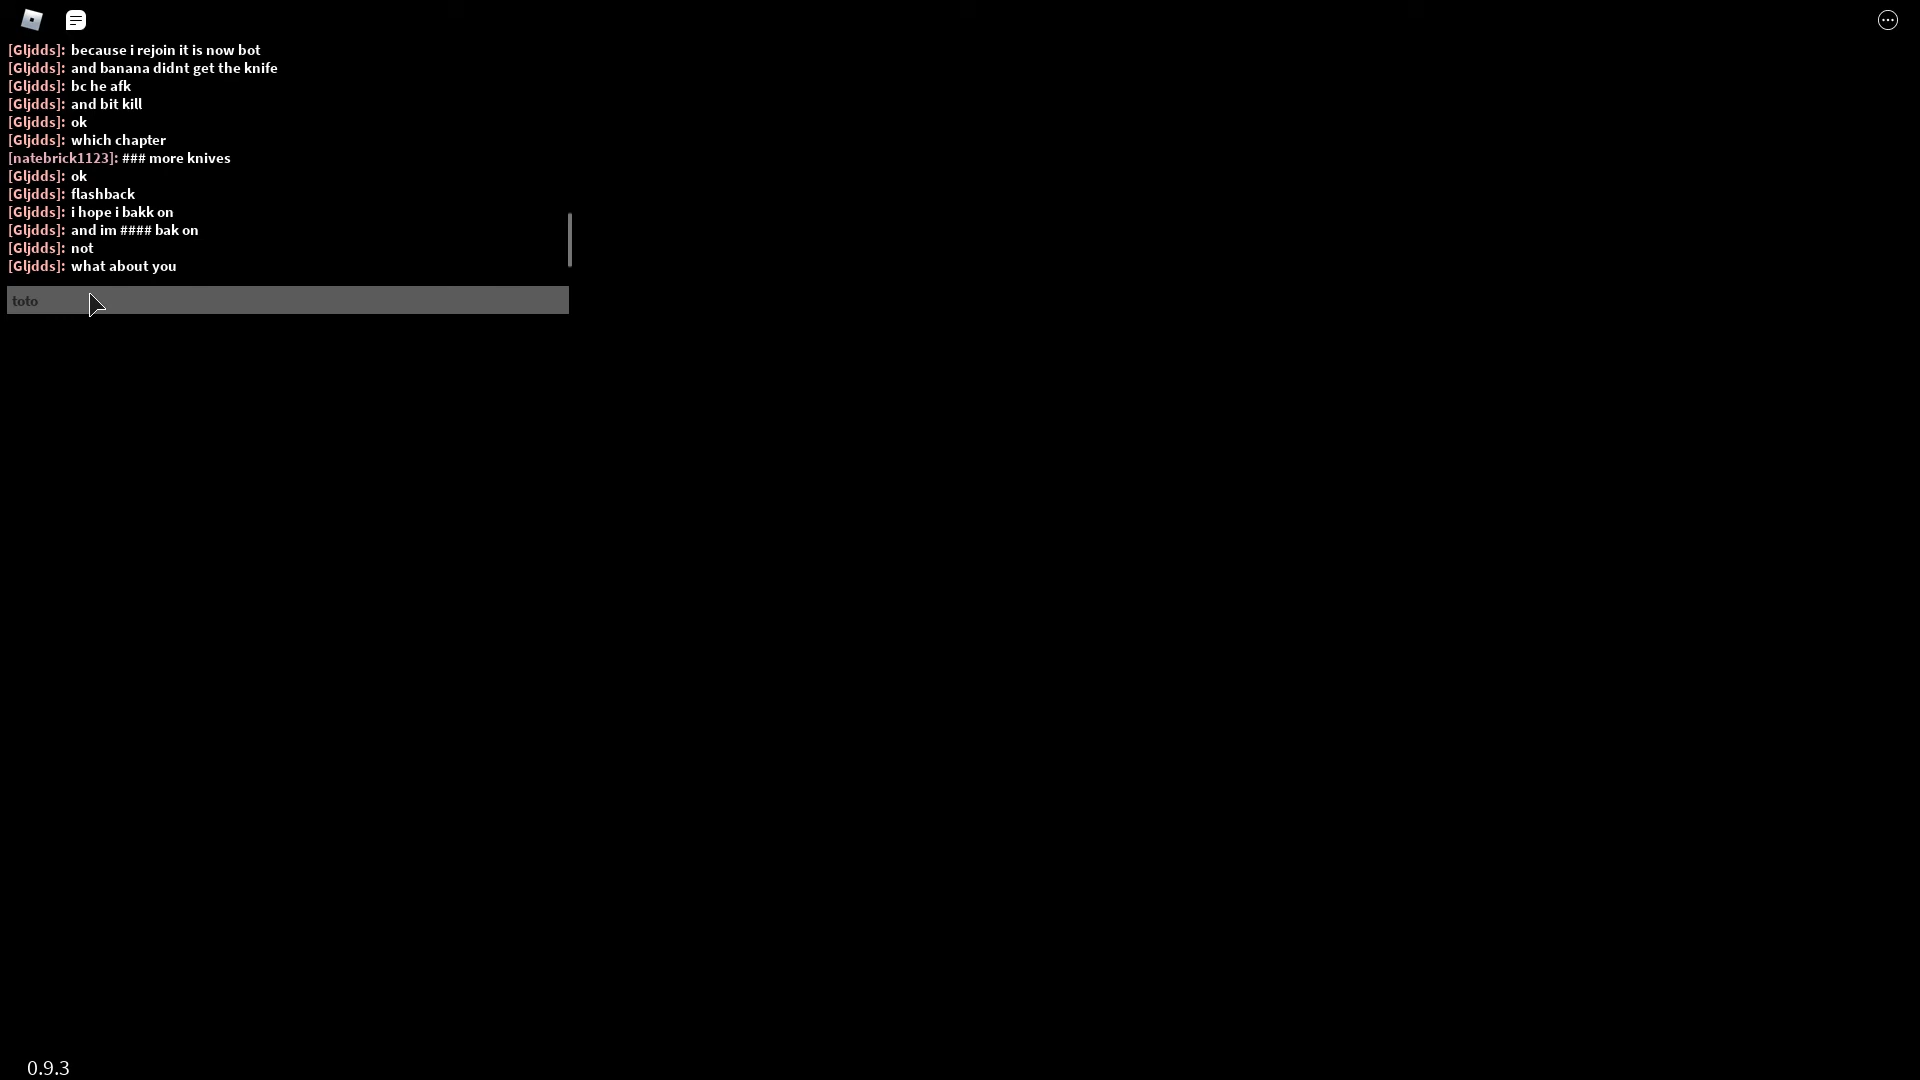 [Gljdds]: because i rejoin it is now bot
[Gljdds]: and banana didnt get the knife
[Gljdds]: bc he afk
[Gljdds]: and bit kill
[Gljdds]: ok
[Gljdds]: which chapter
[natebrick1123]: ### more knives
[Gljdds]: ok
[Gljdds]: flashback
[Gljdds]: i hope i bakk on
[Gljdds]: and im #### bak on
[Gljdds]: not
[Gljdds]: what about you
toto
0.9.3